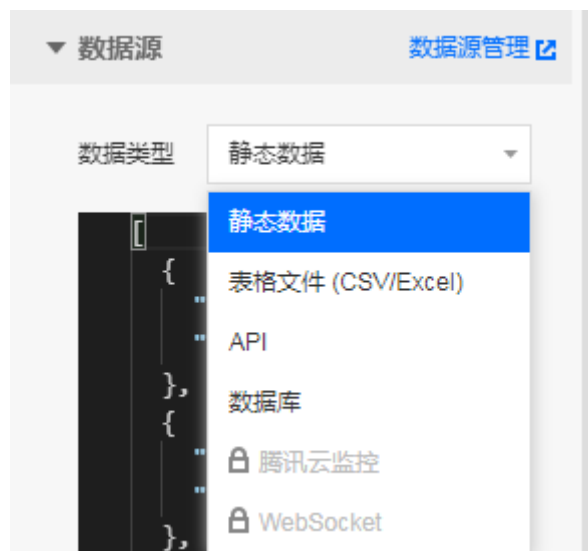 数据源 数据源管理
数据类型 静态数据
静态数据
[
{
表格文件 (CSV/Excel)
"
" API
},
数据库
{
"
腾讯云监控
"
WebSocket
},